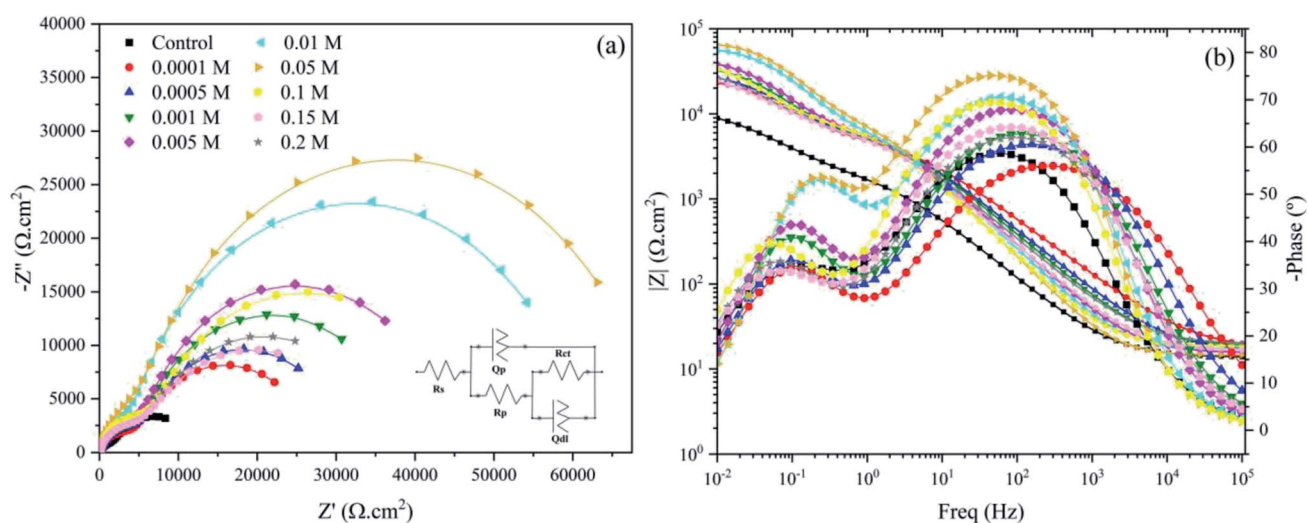 40000
35000
30000
25000
20000
15000
10000
5000
0
-Z″ (Ω.cm²)
(a)
Control
0.0001 M
0.0005 M
0.001 M
0.005 M
0.01 M
0.05 M
0.1 M
0.15 M
0.2 M
Rs
Qp
Rp
Rct
Qdl
0 10000 20000 30000 40000 50000 60000
Z' (Ω.cm²)
(b)
10⁵
10⁴
10³
10²
10¹
10⁰
|Z| (Ω.cm²)
80
70
60
50
40
30
20
10
0
-Phase (º)
10⁻² 10⁻¹ 10⁰ 10¹ 10² 10³ 10⁴ 10⁵
Freq (Hz)